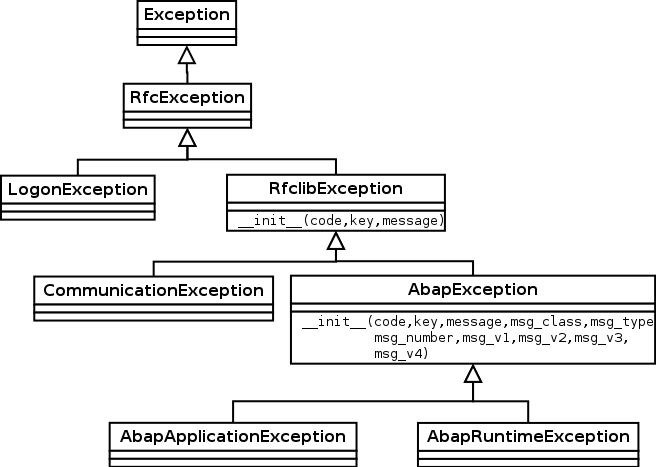 Exception
RfcException
LogonException
RfclibException
__init__(code,key,message)
CommunicationException
AbapException
__init__(code,key,message,msg_class,msg_type
msg_number,msg_v1,msg_v2,msg_v3,
msg_v4)
AbapApplicationException
AbapRuntimeException